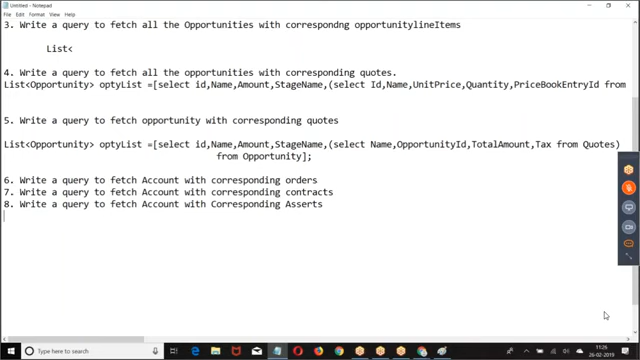 Untitled - Notepad
File Edit Format View Help
3. Write a query to fetch all the Opportunities with correspondng opportunitylineItems
List<
4. Write a query to fetch all the opportunities with corresponding quotes.
List<Opportunity> optyList =[select id,Name,Amount,StageName,(select Id,Name,UnitPrice,Quantity,PriceBookEntryId from
5. Write a query to fetch opportunity with corresponding quotes
List<Opportunity> optyList =[select id,Name,Amount,StageName,(select Name,OpportunityId,TotalAmount,Tax from Quotes)
from Opportunity];
6. Write a query to fetch Account with corresponding orders
7. Write a query to fetch Account with corresponding contracts
8. Write a query to fetch Account with Corresponding Asserts
Type here to search
11:26
26-02-2019